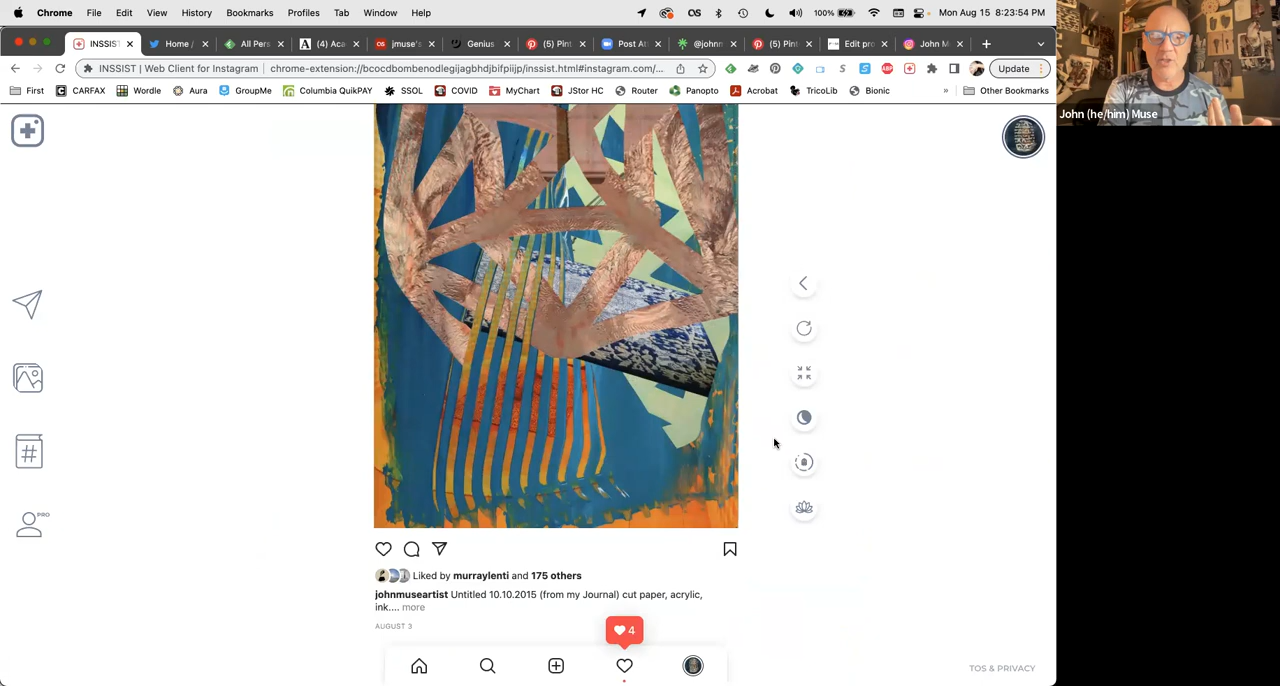 Chrome File Edit View History Bookmarks Profiles Tab Window Help 100% Mon Aug 15 8:23:54 PM
INSSIST Twitter Home / All Pers (4) Aca jmuse's Genius (5) Pint Post Att @johnm (5) Pint Edit pro John M
INSSIST | Web Client for Instagram chrome-extension://bcocdbombenodlegijagbhdjbifpiijp/inssist.html#instagram.com/... ABP Update
First CARFAX Wordle Aura GroupMe Columbia QuikPAY SSOL COVID MyChart JStor HC Router Panopto Acrobat TricoLib Bionic » Other Bookmarks
John (he/him) Muse
PRO
Liked by murraylenti and 175 others
johnmuseartist Untitled 10.10.2015 (from my Journal) cut paper, acrylic,
ink.... more
AUGUST 3
4
TOS & PRIVACY